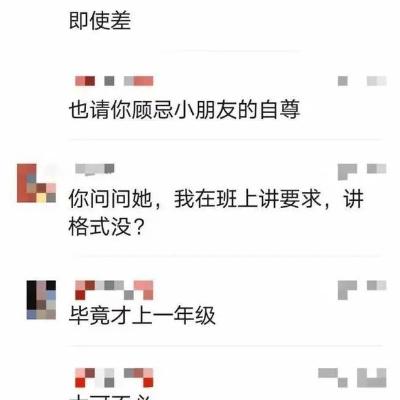 即使差
也请你顾忌小朋友的自尊
你问问她，我在班上讲要求，讲
格式没？
毕竟才上一年级